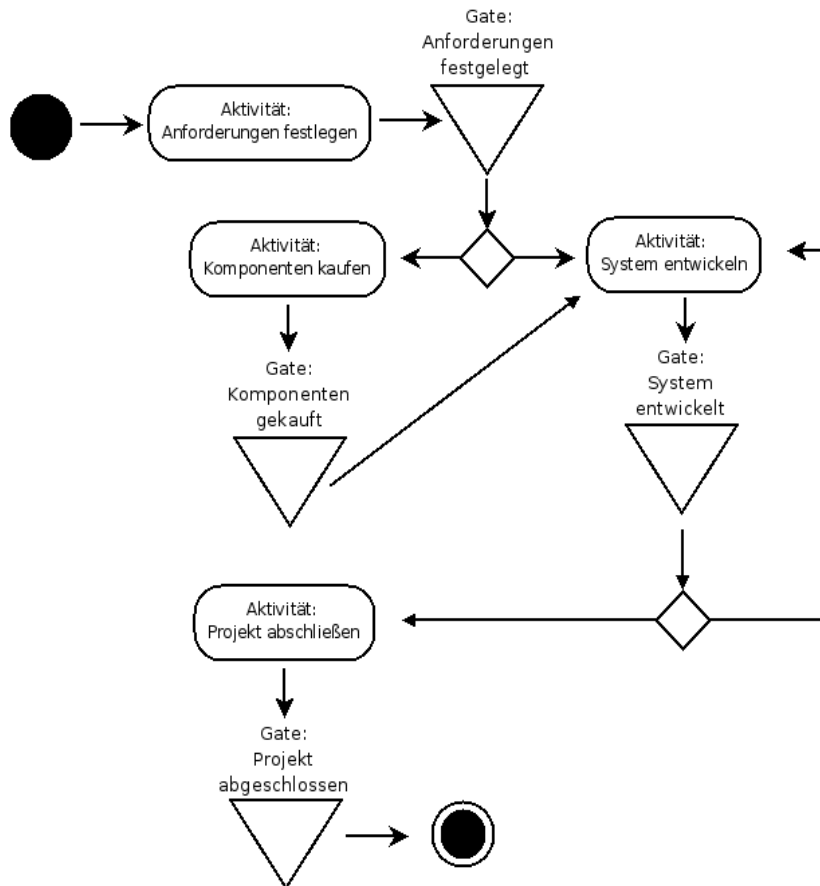 Gate:
Anforderungen
festgelegt
Aktivität:
Anforderungen festlegen
Aktivität:
Komponenten kaufen
Aktivität:
System entwickeln
Gate:
Komponenten
gekauft
Gate:
System
entwickelt
Aktivität:
Projekt abschließen
Gate:
Projekt
abgeschlossen